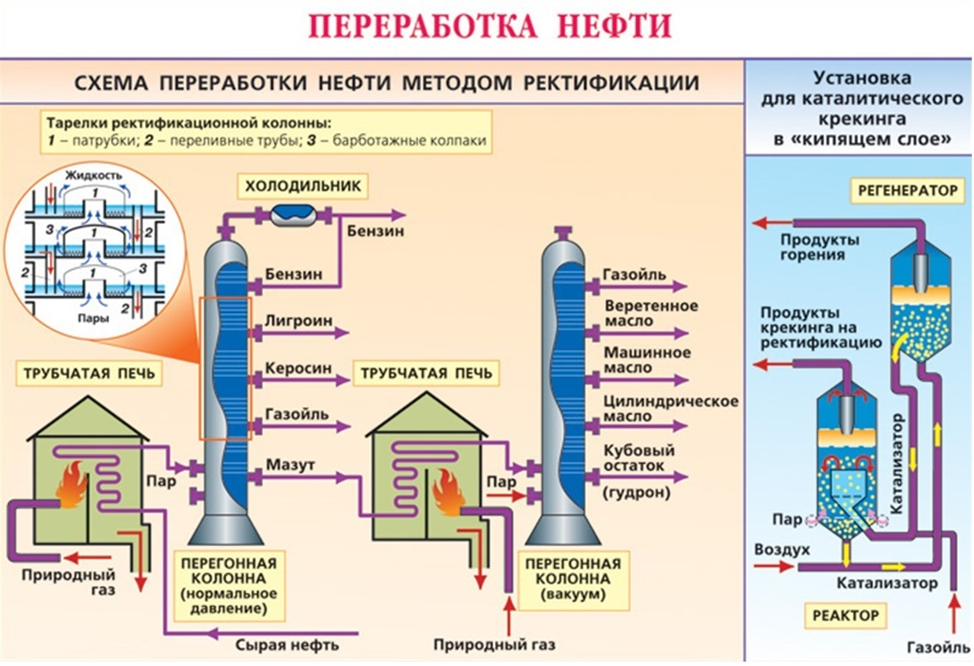 ПЕРЕРАБОТКА НЕФТИ
СХЕМА ПЕРЕРАБОТКИ НЕФТИ МЕТОДОМ РЕКТИФИКАЦИИ
Тарелки ректификационной колонны:
1 – патрубки; 2 – переливные трубы; 3 – барботажные колпаки
Жидкость
1
3
1
2
2
1
3
2
Пары
ХОЛОДИЛЬНИК
Бензин
Бензин
Лигроин
Керосин
Газойль
Мазут
ТРУБЧАТАЯ ПЕЧЬ
Пар
Природный
газ
ПЕРЕГОННАЯ
КОЛОННА
(нормальное
давление)
Сырая нефть
ТРУБЧАТАЯ ПЕЧЬ
Пар
Природный газ
Газойль
Веретенное
масло
Машинное
масло
Цилиндрическое
масло
Кубовый
остаток
(гудрон)
ПЕРЕГОННАЯ
КОЛОННА
(вакуум)
Установка
для каталитического
крекинга
в «кипящем слое»
РЕГЕНЕРАТОР
Продукты
горения
Продукты
крекинга на
ректификацию
Катализатор
Пар
Воздух
Катализатор
РЕАКТОР
Газойль